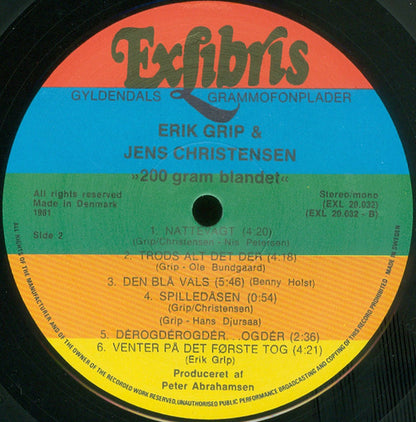 Exlibris
GYLDENDALS GRAMMOFONPLADER
ERIK GRIP &
JENS CHRISTENSEN
»200 gram blandet«
All rights reserved
Made in Denmark
1981
Stereo-mono
(EXL 20.032)
(EXL 20.032 - B)
Side 2
1. NATTEVAGT (4:20)
(Grip/Christensen - Nis Petersen)
2. TRODS ALT DET DER (4:18)
(Grip - Ole Bundgaard)
3. DEN BLÅ VALS (5:46) (Benny Holst)
4. SPILLEDÅSEN (0:54)
(Grip/Christensen)
(Grip - Hans Djursaa)
5. DEROGDEROGDER. . .OGDER (2:36)
6. VENTER PÅ DET FØRSTE TOG (4:21)
(Erik Grip)
Produceret af
Peter Abrahamsen
ALL RIGHTS OF THE MANUFACTURER AND OF THE OWNER OF THE RECORDED WORK RESERVED. UNAUTHORISED PUBLIC PERFORMANCE BROADCASTING AND COPYING OF THIS RECORD PROHIBITED. MADE IN SWEDEN